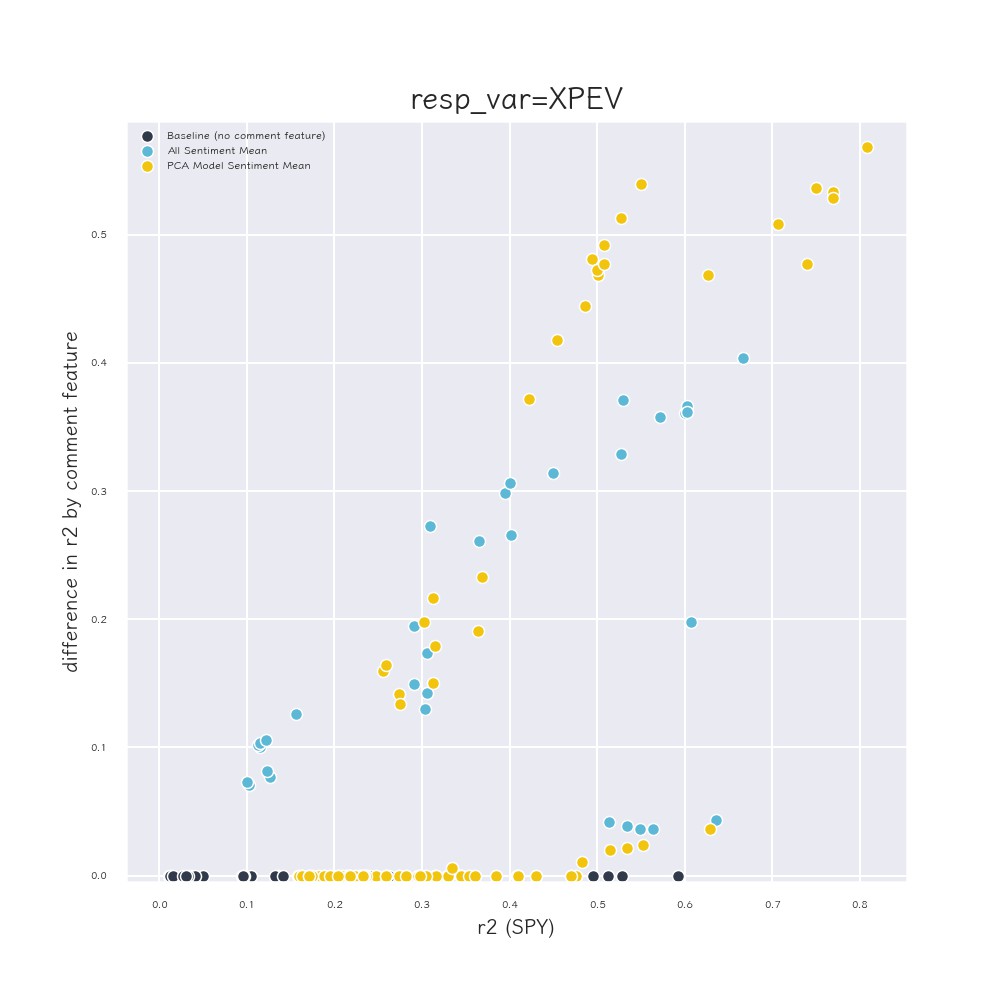 resp_var=XPEV
Baseline (no comment feature)
All Sentiment Mean
PCA Model Sentiment Mean
difference in r2 by comment feature
0.5
0.4
0.3
0.2
0.1
0.0
0.0 0.1 0.2 0.3 0.4 0.5 0.6 0.7 0.8
r2 (SPY)